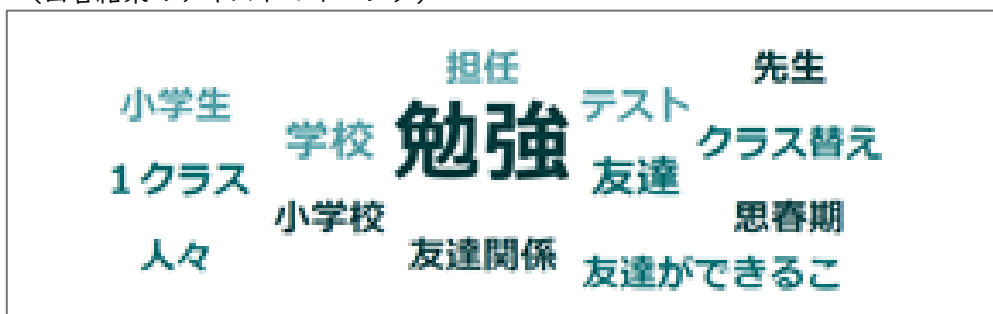 担任
先生
小学生
テスト
学校
勉強
クラス替え
1クラス
友達
小学校
思春期
人々
友達関係
友達ができるこ